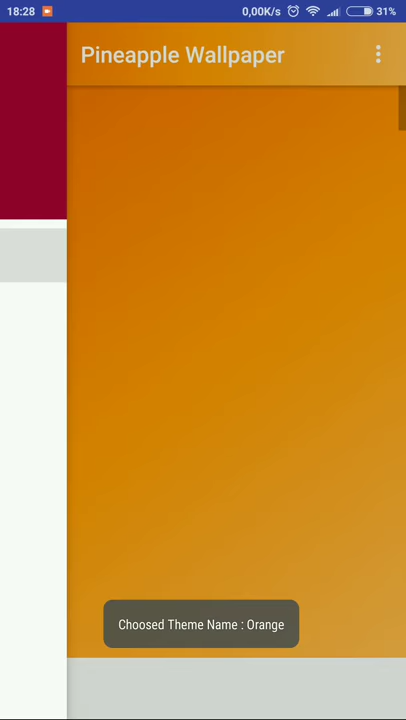 18:28 0,00K/s 31%
Pineapple Wallpaper
Choosed Theme Name : Orange